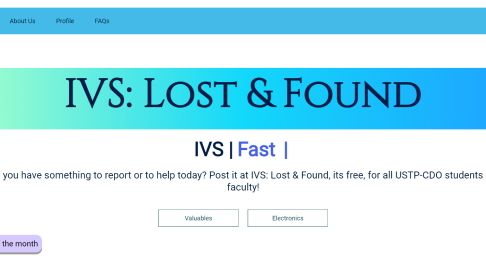 About Us Profile FAQs
IVS: Lost & Found
IVS | Fast |
you have something to report or to help today? Post it at IVS: Lost & Found, its free, for all USTP-CDO students
faculty!
Valuables Electronics
the month